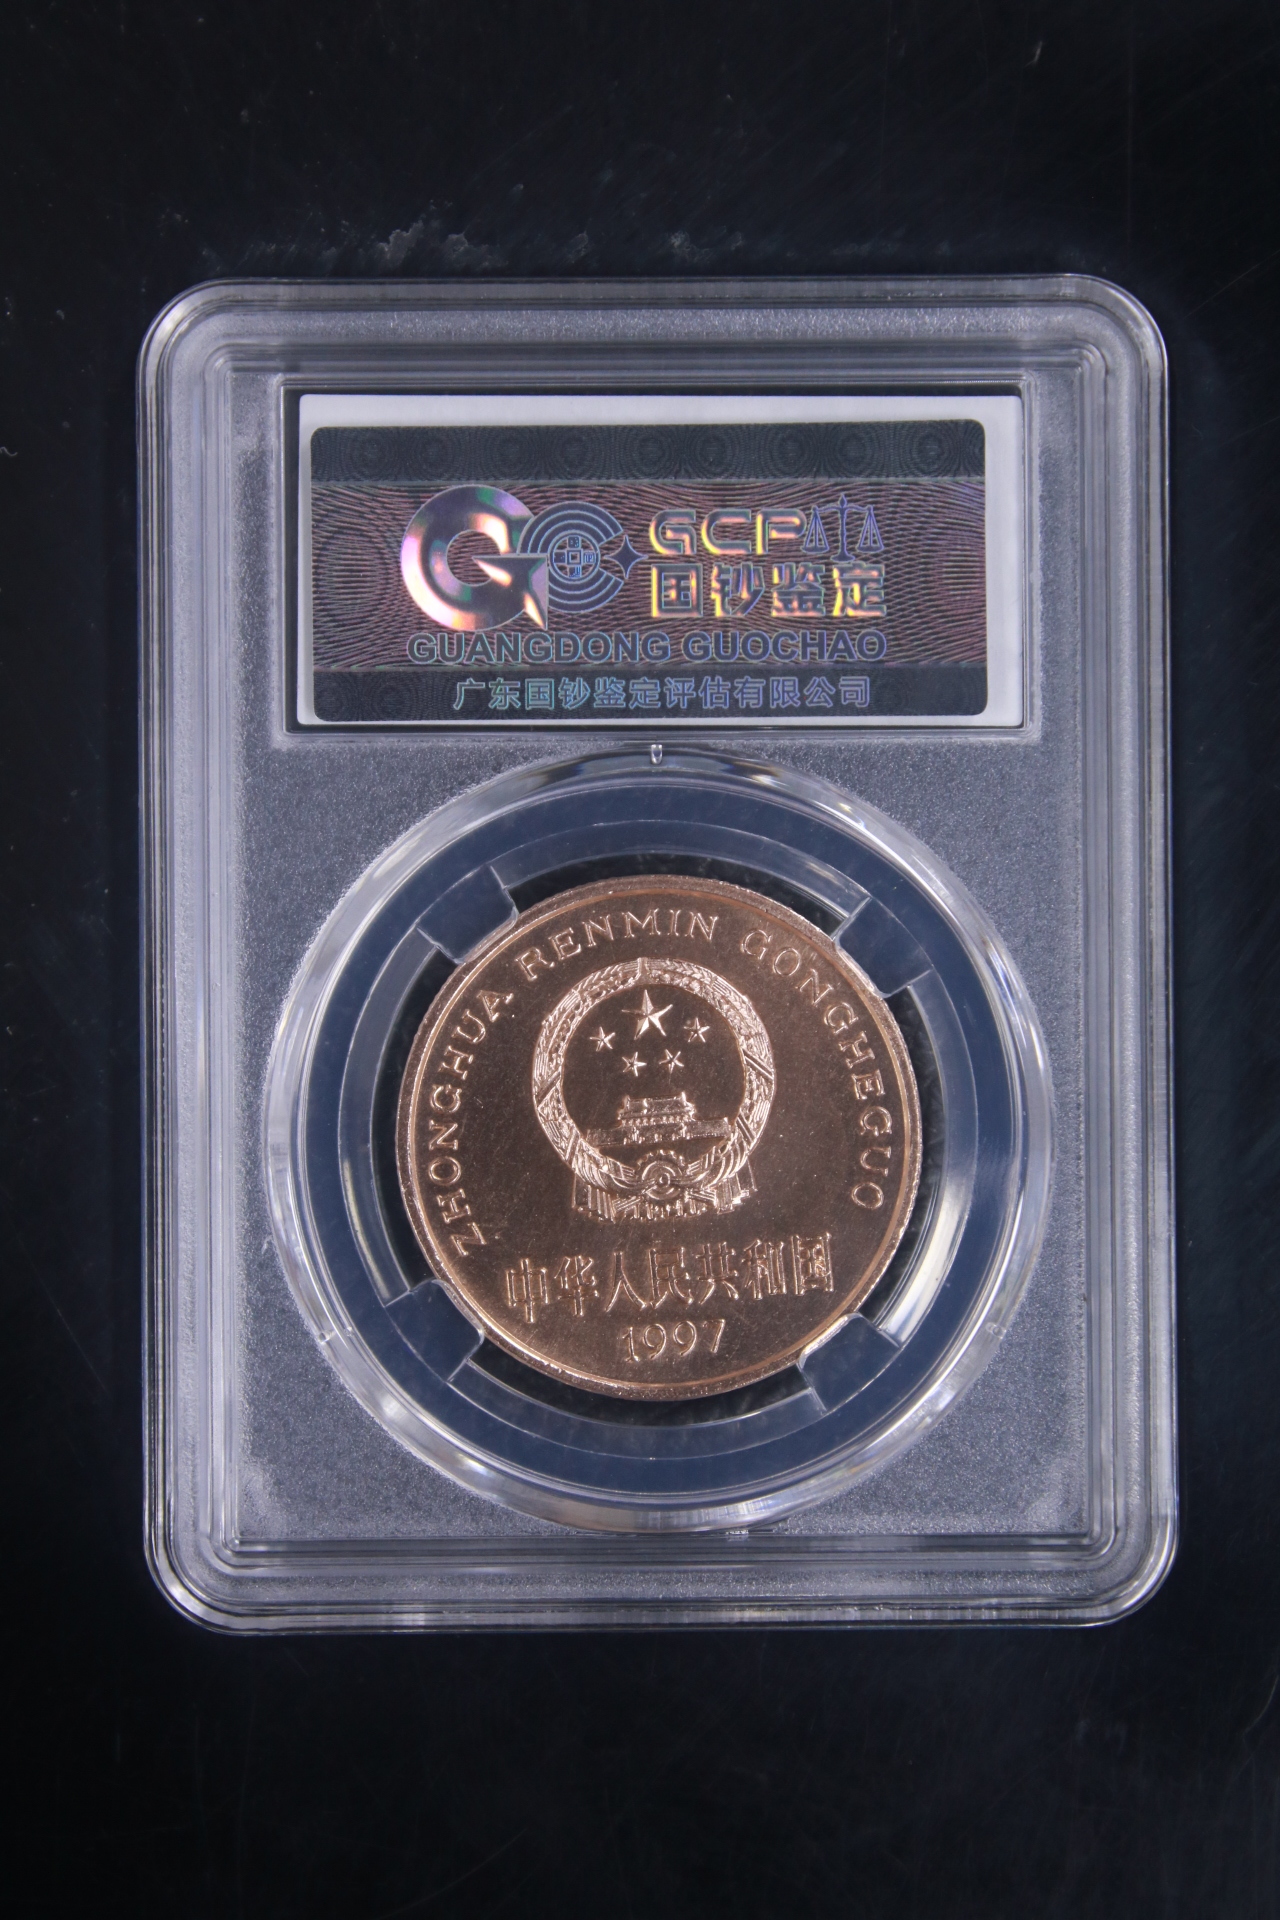 GCP
国钞鉴定
GUANGDONG GUOCHAO
广东国钞鉴定评估有限公司
ZHONGHUA RENMIN GONGHEGUO
中华人民共和国
1997